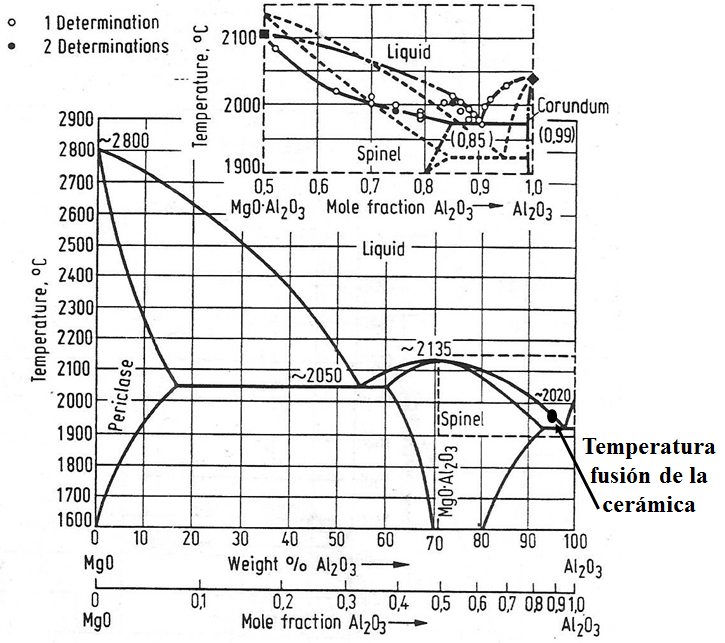 ○ 1 Determination
● 2 Determinations
Temperature, °C
2100
2000
1900
Liquid
Spinel
(0,85)
Corundum
(0,99)
0,5 0,6 0,7 0,8 0,9 1,0
MgO·Al₂O₃ Mole fraction Al₂O₃ → Al₂O₃
Temperature, °C
2900
2800
2700
2600
2500
2400
2300
2200
2100
2000
1900
1800
1700
1600
~2800
Liquid
~2135
~2050
~2020
Periclase
Spinel
MgO·Al₂O₃
Temperatura
fusión de la
cerámica
0 10 20 30 40 50 60 70 80 90 100
MgO Weight % Al₂O₃ → Al₂O₃
0 0,1 0,2 0,3 0,4 0,5 0,6 0,7 0,8 0,9 1,0
MgO Mole fraction Al₂O₃ → Al₂O₃